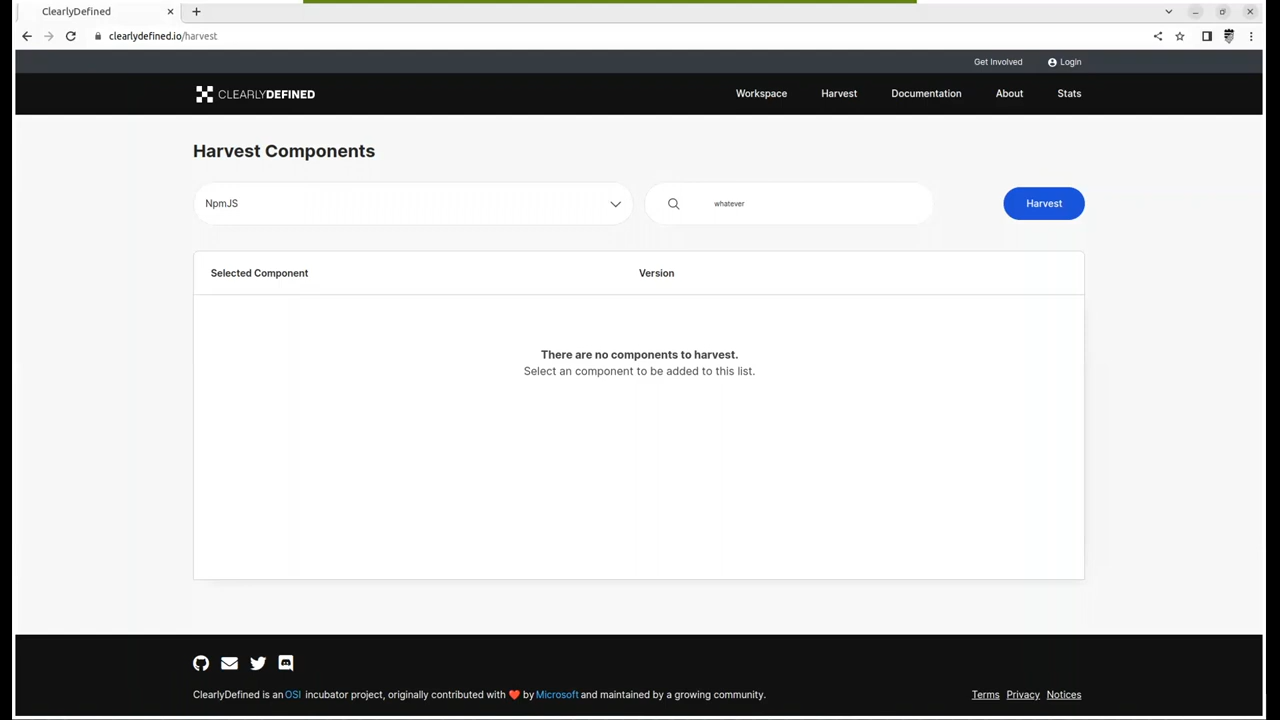 ClearlyDefined
clearlydefined.io/harvest
Get Involved
Login
CLEARLYDEFINED
Workspace
Harvest
Documentation
About
Stats
Harvest Components
NpmJS
whatever
Harvest
Selected Component
Version
There are no components to harvest.
Select an component to be added to this list.
ClearlyDefined is an OSI incubator project, originally contributed with ❤️ by Microsoft and maintained by a growing community.
Terms
Privacy
Notices